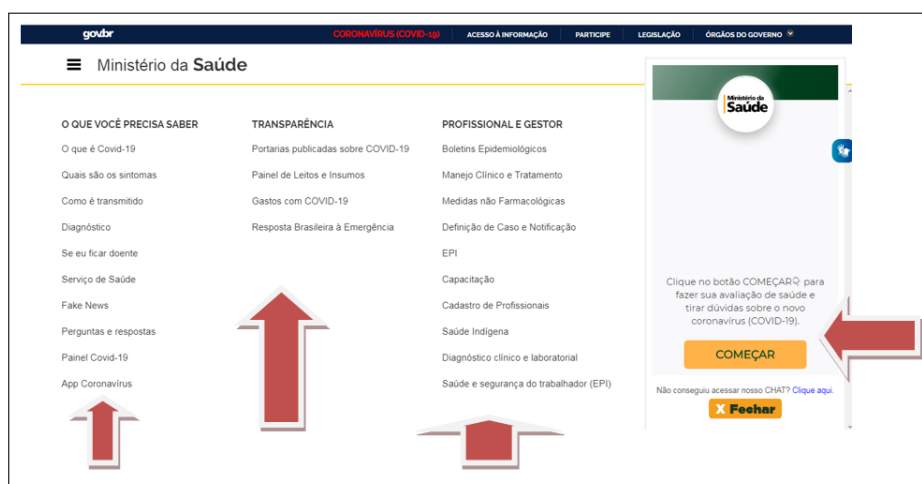 gov.br
CORONAVÍRUS (COVID-19)
ACESSO À INFORMAÇÃO
PARTICIPE
LEGISLAÇÃO
ÓRGÃOS DO GOVERNO
Ministério da Saúde
O QUE VOCÊ PRECISA SABER
O que é Covid-19
Quais são os sintomas
Como é transmitido
Diagnóstico
Se eu ficar doente
Serviço de Saúde
Fake News
Perguntas e respostas
Painel Covid-19
App Coronavírus
TRANSPARÊNCIA
Portarias publicadas sobre COVID-19
Painel de Leitos e Insumos
Gastos com COVID-19
Resposta Brasileira à Emergência
PROFISSIONAL E GESTOR
Boletins Epidemiológicos
Manejo Clínico e Tratamento
Medidas não Farmacológicas
Definição de Caso e Notificação
EPI
Capacitação
Cadastro de Profissionais
Saúde Indígena
Diagnóstico clínico e laboratorial
Saúde e segurança do trabalhador (EPI)
Ministério da
Saúde
Clique no botão COMEÇAR para
fazer sua avaliação de saúde e
tirar dúvidas sobre o novo
coronavírus (COVID-19).
COMEÇAR
Não conseguiu acessar nosso CHAT? Clique aqui.
X Fechar